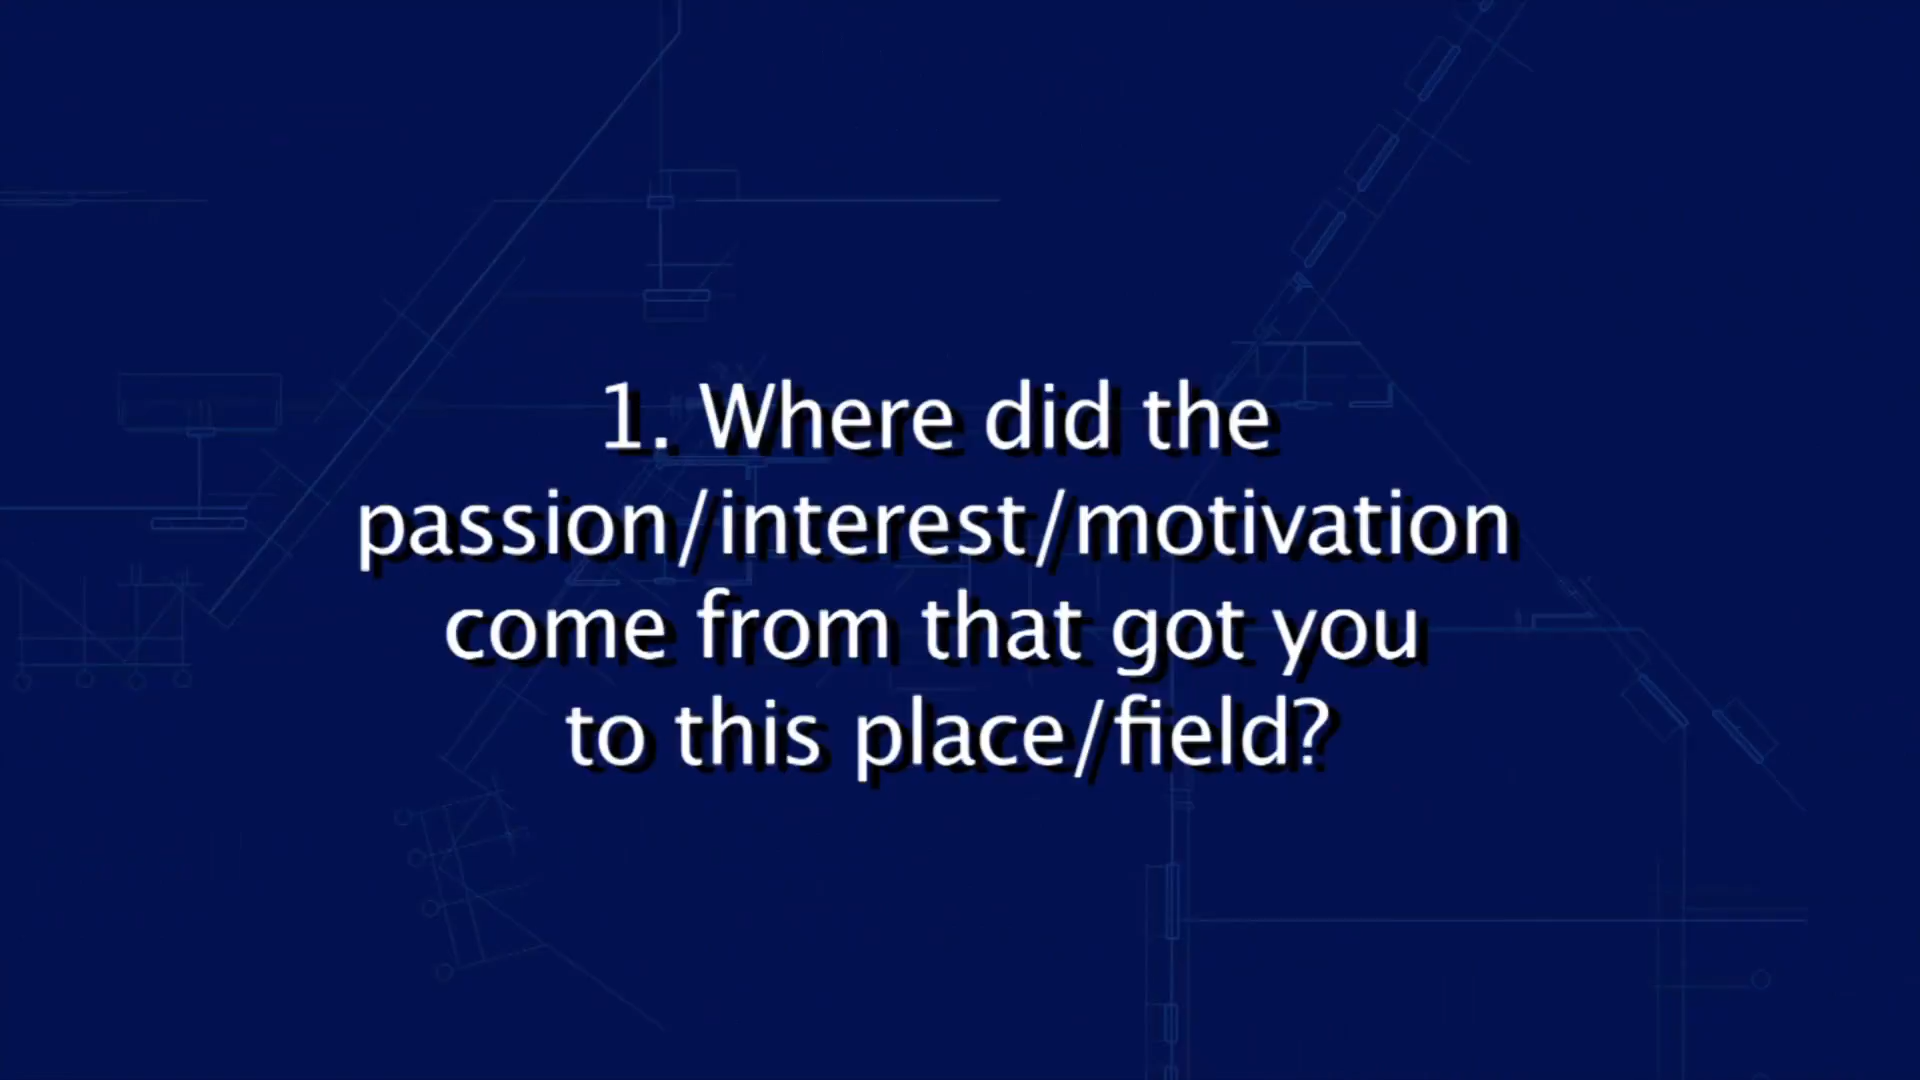 1. Where did the
passion/interest/motivation
come from that got you
to this place/field?